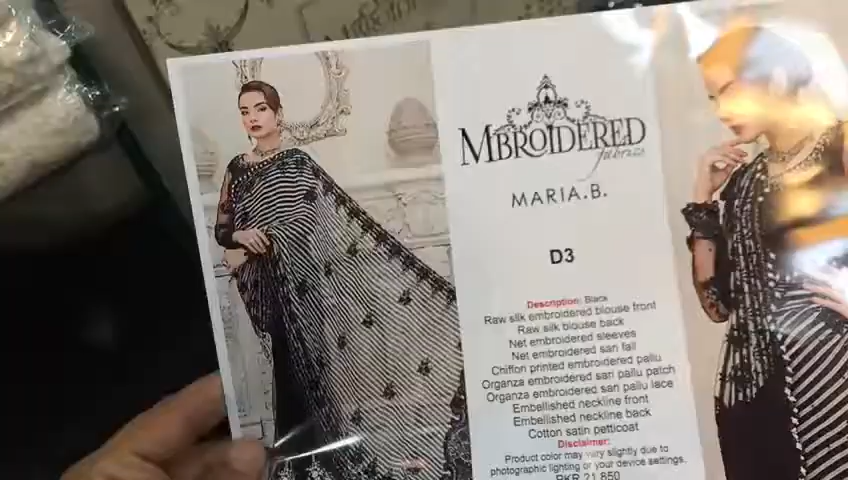 MBROIDERED
fabrics
MARIA.B.
D3
Description: Black
Raw silk embroidered blouse front
Raw silk blouse back
Net embroidered sleeves
Net embroidered sari fall
Chiffon printed embroidered pallu
Organza embroidered sari pallu patch
Organza embroidered sari pallu lace
Embellished neckline front
Embellished neckline back
Cotton satin petticoat
Disclaimer:
Product color may vary slightly due to
photographic lighting or your device settings.
PKR 21,850